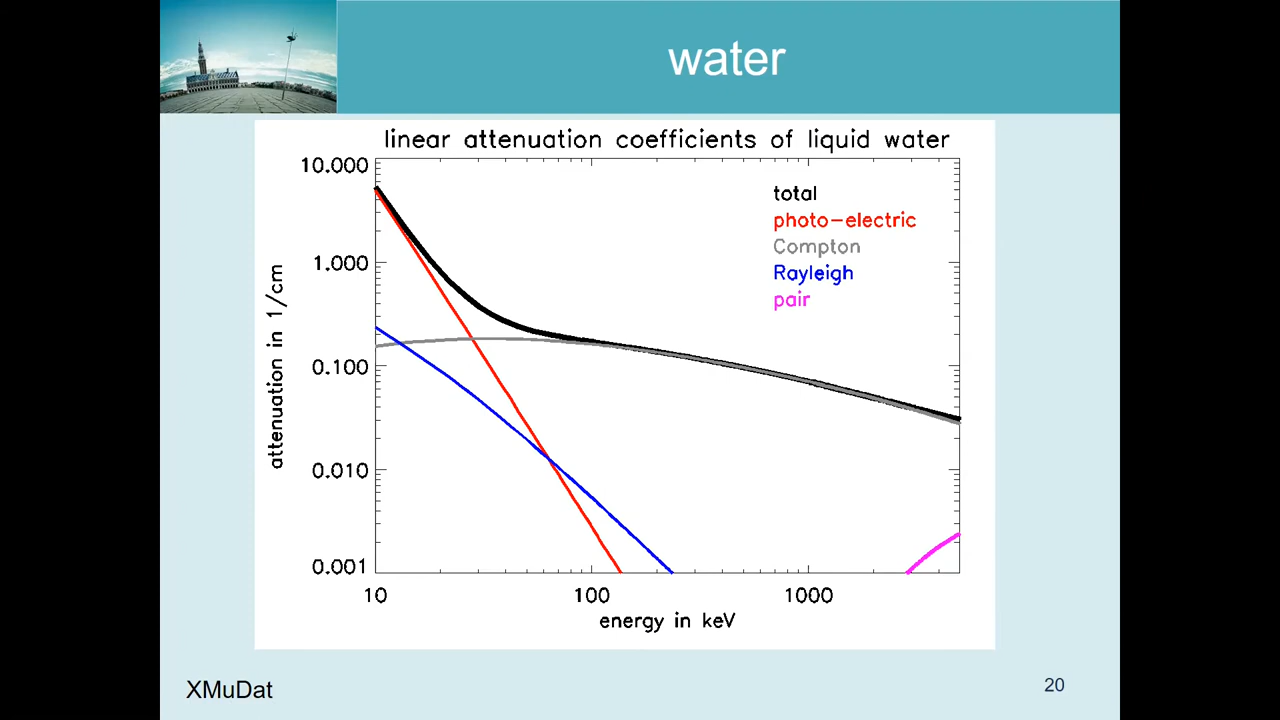 water
linear attenuation coefficients of liquid water
10.000
1.000
0.100
0.010
0.001
attenuation in 1/cm
total
photo-electric
Compton
Rayleigh
pair
10 100 1000
energy in keV
XMuDat
20